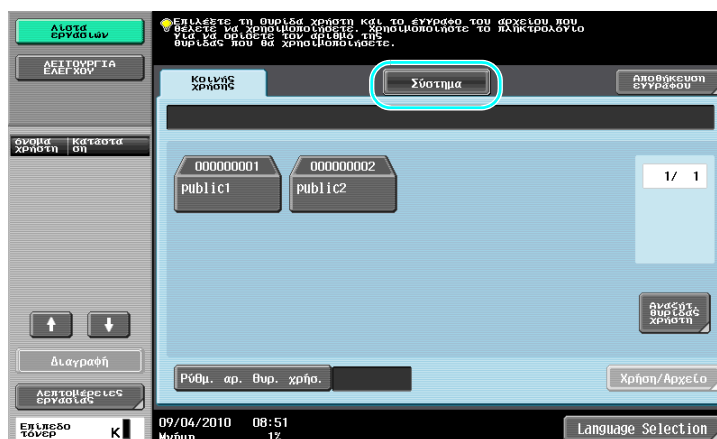 Λίστα
εργασιών
ΛΕΙΤΟΥΡΓΙΑ
ΕΛΕΓΧΟΥ
όνομα
χρήστη
Κατάστα
ση
Διαγραφή
Λεπτομέρειες
εργασίας
Επίπεδο
τόνερ
K
Επιλέξτε τη θυρίδα χρήστη και το έγγραφο του αρχείου που
θέλετε να χρησιμοποιήσετε. Χρησιμοποιήστε το πληκτρολόγιο
για να ορίσετε τον αριθμό της
θυρίδας που θα χρησιμοποιήσετε.
Κοινής
χρήσης
Σύστημα
Αποθήκευση
εγγράφου
000000001
public1
000000002
public2
1/ 1
Αναζήτ.
θυρίδας
χρήστη
Ρύθμ. αρ. θυρ. χρήσ.
Χρήση/Αρχείο
09/04/2010 08:51
Μνήμη 1%
Language Selection